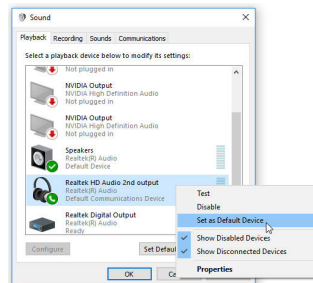 Sound
Playback Recording Sounds Communications
Select a playback device below to modify its settings:
Not plugged in
NVIDIA Output
NVIDIA High Definition Audio
Not plugged in
NVIDIA Output
NVIDIA High Definition Audio
Not plugged in
Speakers
Realtek(R) Audio
Default Device
Realtek HD Audio 2nd output
Realtek(R) Audio
Default Communications Device
Realtek Digital Output
Realtek(R) Audio
Ready
Test
Disable
Set as Default Device
Show Disabled Devices
Show Disconnected Devices
Properties
Configure Set Defaul
OK Ca